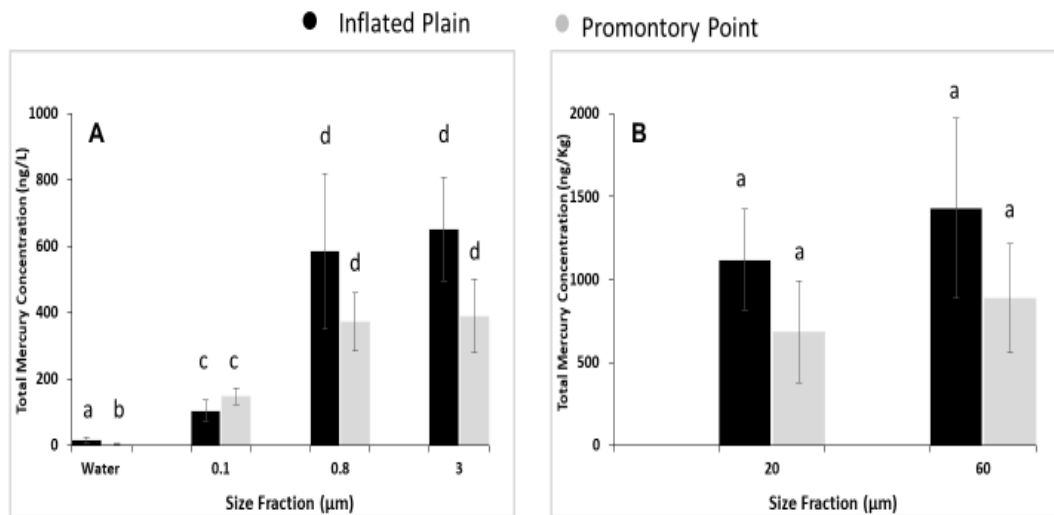 Inflated Plain
Promontory Point
A
Total Mercury Concentration (ng/L)
1000
800
600
400
200
0
a
b
c
c
d
d
d
d
Water
0.1
0.8
3
Size Fraction (μm)
B
Total Mercury Concentration (ng/Kg)
2000
1500
1000
500
0
a
a
a
a
20
60
Size Fraction (μm)